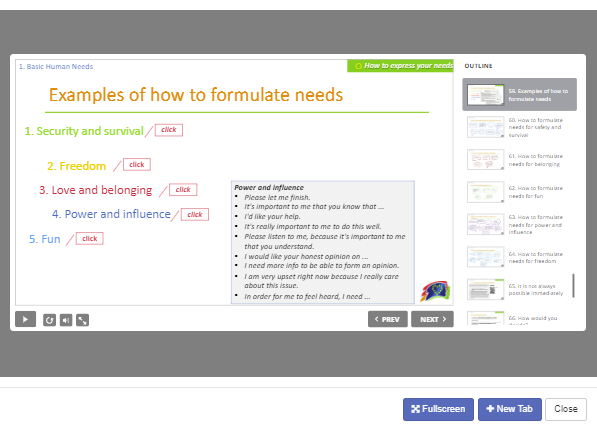 1. Basic Human Needs
How to express your needs
Examples of how to formulate needs
1. Security and survival
click
2. Freedom
click
3. Love and belonging
click
4. Power and influence
click
5. Fun
click
Power and influence
• Please let me finish.
• It's important to me that you know that ...
• I'd like your help.
• It's really important to me to do this well.
• Please listen to me, because it's important to me
that you understand.
• I would like your honest opinion on ...
• I need more info to be able to form an opinion.
• I am very upset right now because I really care
about this issue.
• In order for me to feel heard, I need ...
PREV
NEXT
OUTLINE
59. Examples of how to
formulate needs
60. How to formulate
needs for safety and
survival
61. How to formulate
needs for belonging
62. How to formulate
needs for fun
63. How to formulate
needs for power and
influence
64. How to formulate
needs for freedom
65. It is not always
possible immediately
66. How would you
Fullscreen
New Tab
Close